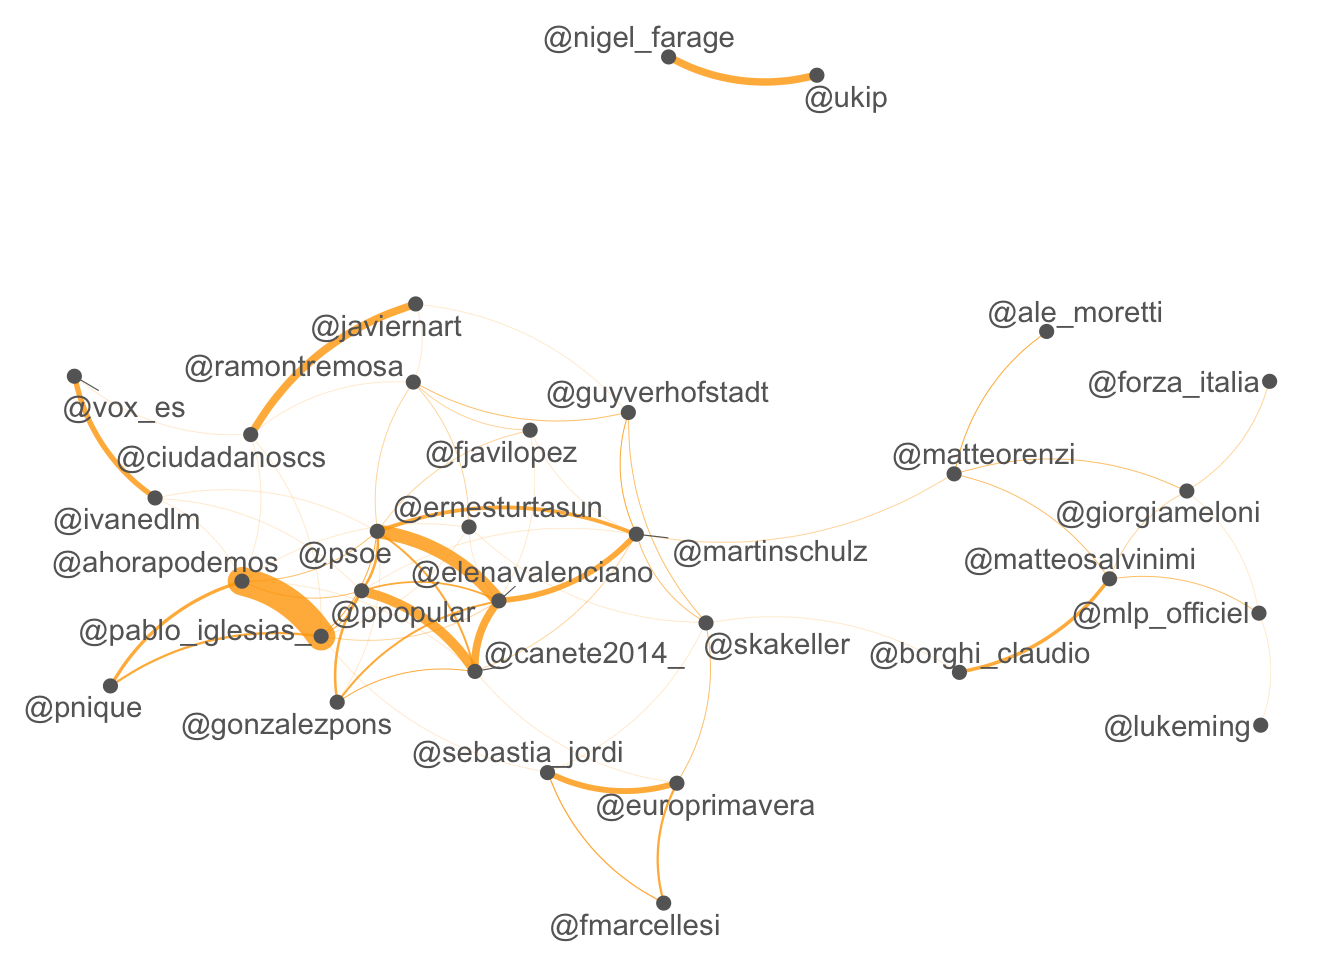 @nigel_farage
@ukip
@ale_moretti
@javiernart
@ramontremosa
@forza_italia
@guyverhofstadt
@vox_es
@fjavilopez
@ciudadanoscs
@matteorenzi
@ernesturtasun
@giorgiameloni
@ivanedlm
@psoe
@martinschulz
@ahorapodemos
@matteosalvinimi
@elenavalenciano
@ppopular
@mlp_officiel
@pablo_iglesias_
@skakeller
@canete2014_
@borghi_claudio
@pnique
@gonzalezpons
@lukeming
@sebastia_jordi
@europrimavera
@fmarcellesi